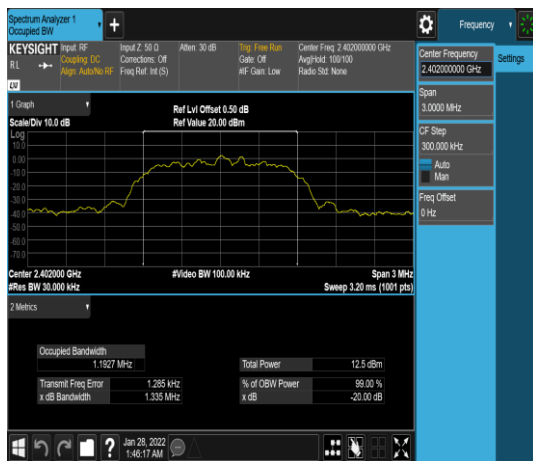 Spectrum Analyzer 1
Occupied BW
Frequency
KEYSIGHT
R L
Input: RF
Coupling: DC
Align: Auto/No RF
Input Z: 50 Ω
Corrections: Off
Freq Ref: Int (S)
Atten: 30 dB
Trig: Free Run
Gate: Off
#IF Gain: Low
Center Freq: 2.402000000 GHz
Avg|Hold: 100/100
Radio Std: None
Center Frequency
2.402000000 GHz
Settings
Span
3.0000 MHz
CF Step
300.000 kHz
Auto
Man
Freq Offset
0 Hz
1 Graph
Scale/Div 10.0 dB
Ref Lvl Offset 0.50 dB
Ref Value 20.00 dBm
Log
10.0
0.00
-10.0
-20.0
-30.0
-40.0
-50.0
-60.0
-70.0
Center 2.402000 GHz
#Video BW 100.00 kHz
Span 3 MHz
#Res BW 30.000 kHz
Sweep 3.20 ms (1001 pts)
2 Metrics
Occupied Bandwidth
1.1927 MHz
Total Power 12.5 dBm
Transmit Freq Error 1.285 kHz
% of OBW Power 99.00 %
x dB Bandwidth 1.335 MHz
x dB -20.00 dB
?
Jan 28, 2022
1:46:17 AM